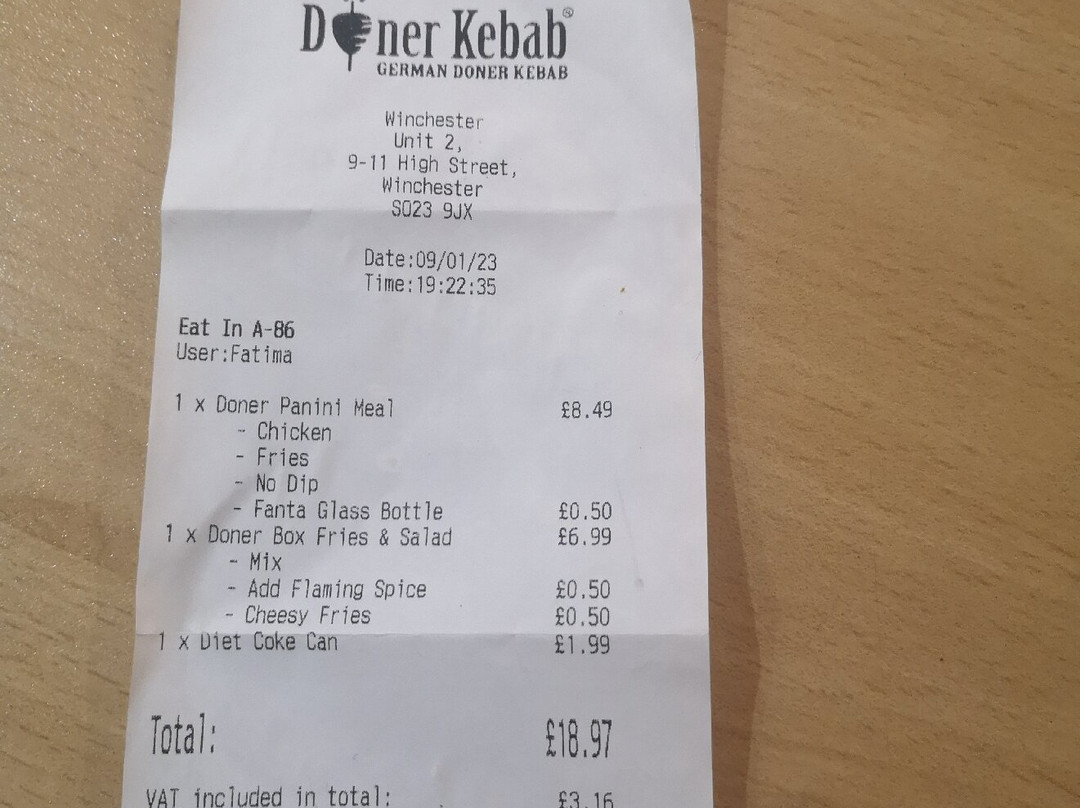 Döner Kebab®
GERMAN DONER KEBAB
Winchester
Unit 2,
9-11 High Street,
Winchester
SO23 9JX
Date:09/01/23
Time:19:22:35
Eat In A-86
User:Fatima
1 x Doner Panini Meal £8.49
- Chicken
- Fries
- No Dip
- Fanta Glass Bottle £0.50
1 x Doner Box Fries & Salad £6.99
- Mix
- Add Flaming Spice £0.50
- Cheesy Fries £0.50
1 x Diet Coke Can £1.99
Total: £18.97
VAT included in total: £3.16